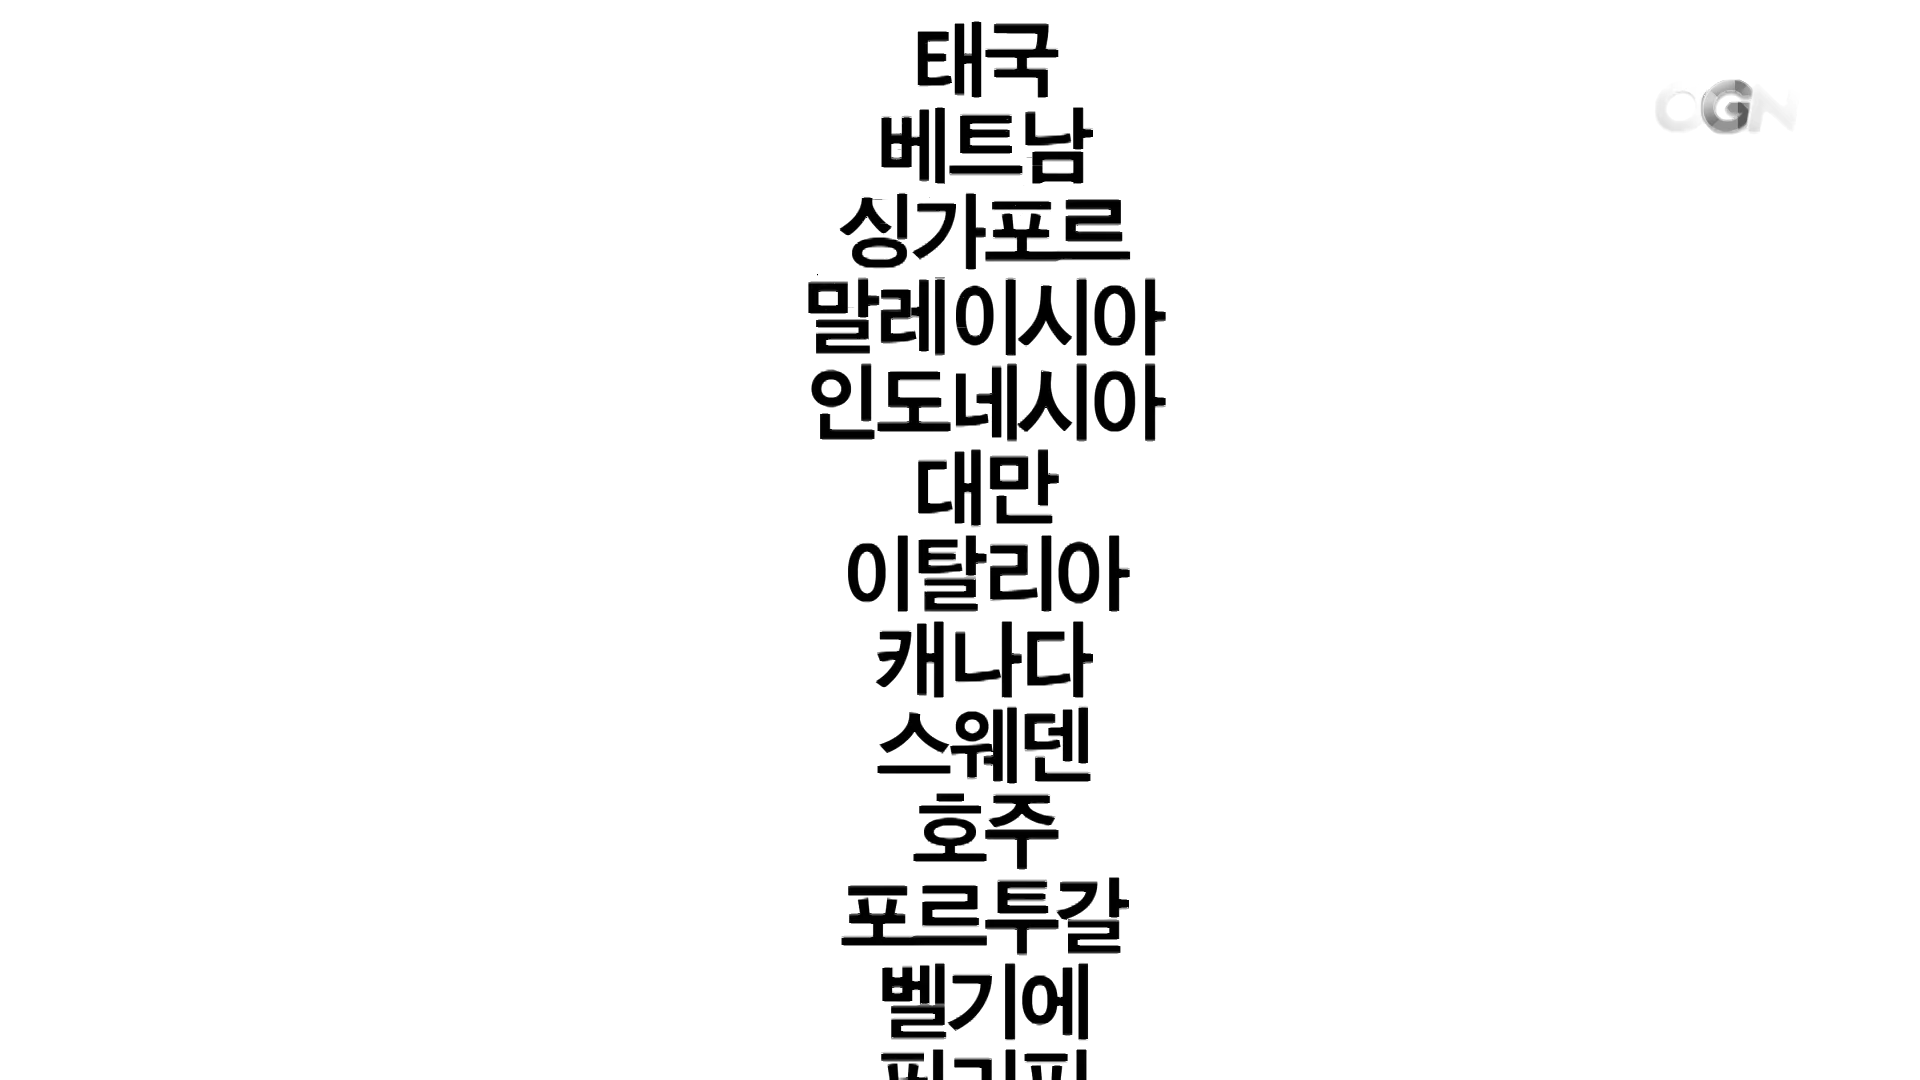 태국
OGN
베트남
싱가포르
말레이시아
인도네시아
대만
이탈리아
캐나다
스웨덴
호주
포르투갈
벨기에